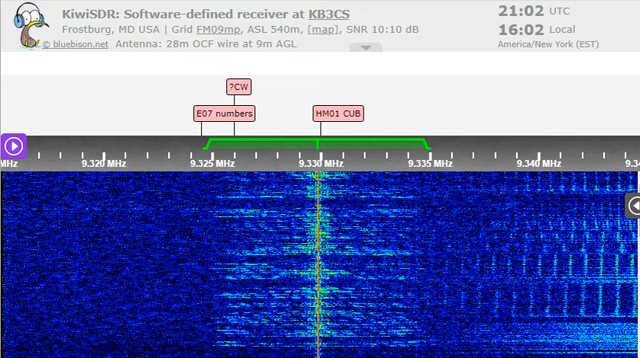 KiwiSDR: Software-defined receiver at KB3CS
Frostburg, MD USA | Grid FM09mp, ASL 540m, [map], SNR 10:10 dB
© bluebison.net Antenna: 28m OCF wire at 9m AGL
21:02 UTC
16:02 Local
America/New York (EST)
?CW
E07 numbers HM01 CUB
MHz 9.320 MHz 9.325 MHz 9.330 MHz 9.335 MHz 9.340 MHz 9.34